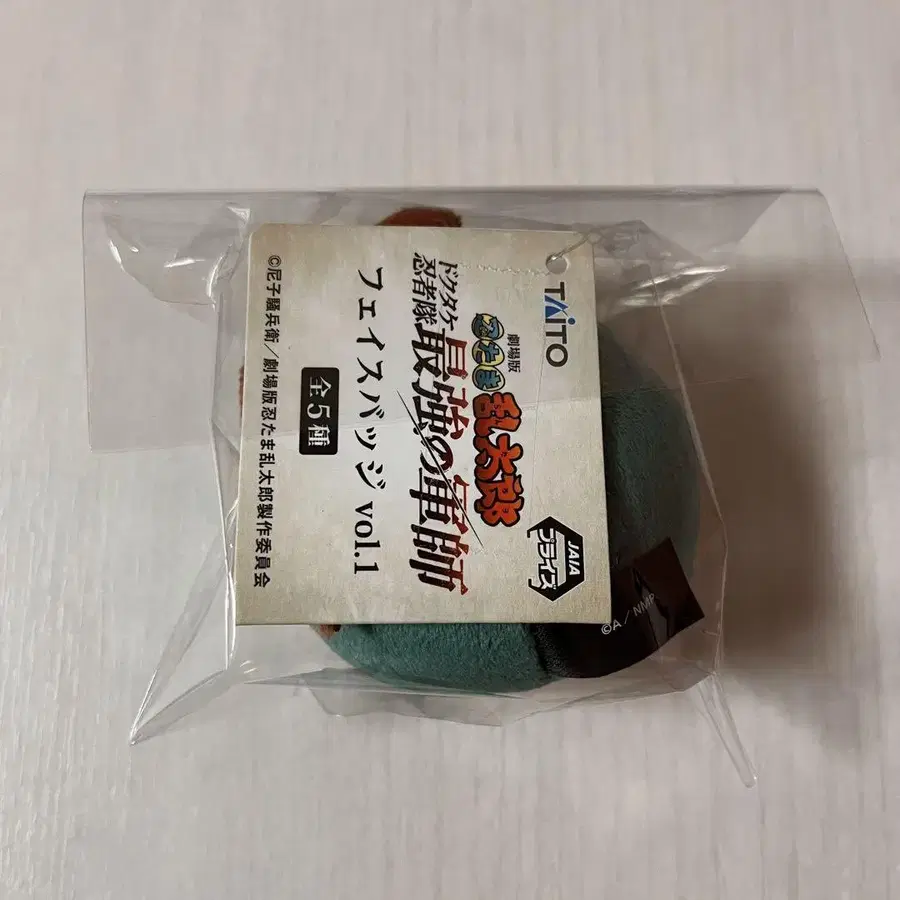 TAITO
劇場版
忍たま乱太郎
ドクタケ忍者隊
最強の軍師
フェイスバッジ vol.1
全5種
©尼子騒兵衛／劇場版忍たま乱太郎製作委員会
JAIA
プライズ
©A／NMP